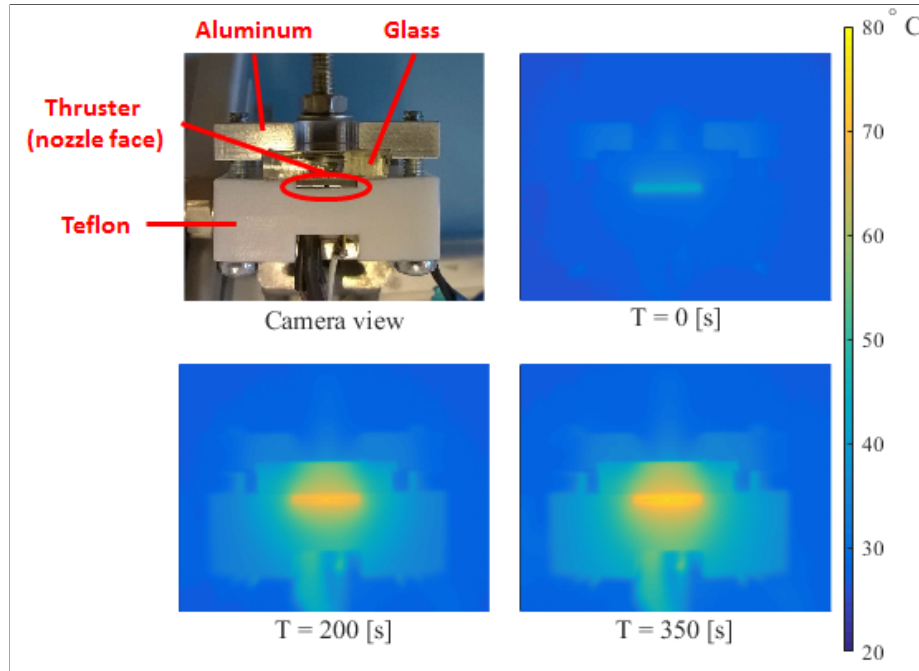 Aluminum
Glass
Thruster
(nozzle face)
Teflon
Camera view
T = 0 [s]
T = 200 [s]
T = 350 [s]
° C
80
70
60
50
40
30
20